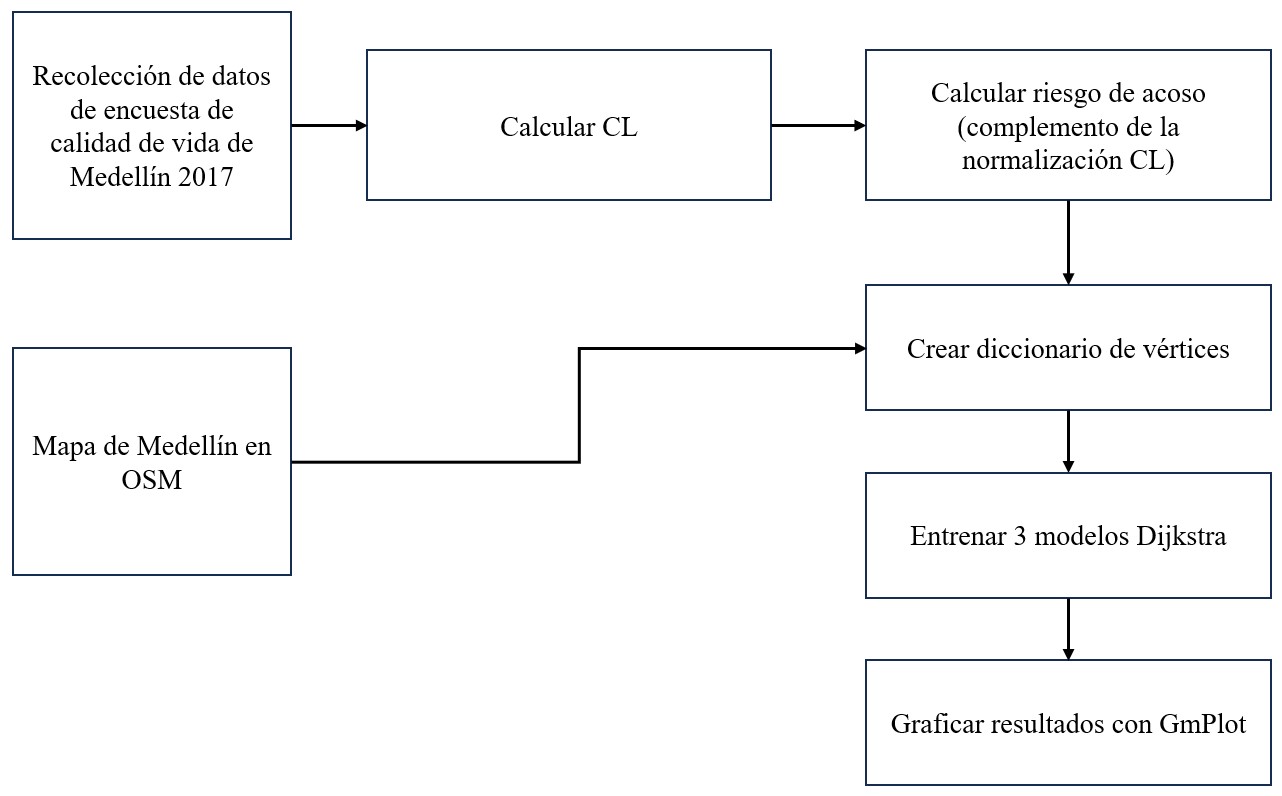 Recolección de datos
de encuesta de
calidad de vida de
Medellín 2017
Calcular CL
Calcular riesgo de acoso
(complemento de la
normalización CL)
Crear diccionario de vértices
Mapa de Medellín en
OSM
Entrenar 3 modelos Dijkstra
Graficar resultados con GmPlot